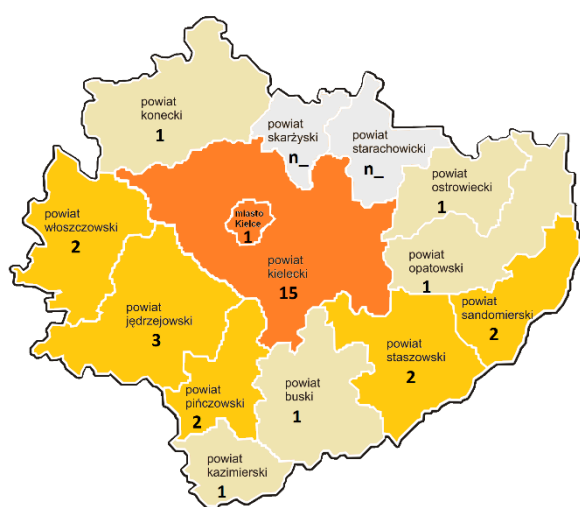 powiat
konecki
1
powiat
skarżyski
n_
powiat
starachowicki
n_
powiat
ostrowiecki
1
powiat
włoszczowski
2
miasto
Kielce
1
powiat
kielecki
15
powiat
opatowski
1
powiat
jędrzejowski
3
powiat
sandomierski
2
powiat
staszowski
2
powiat
pińczowski
2
powiat
buski
1
powiat
kazimierski
1